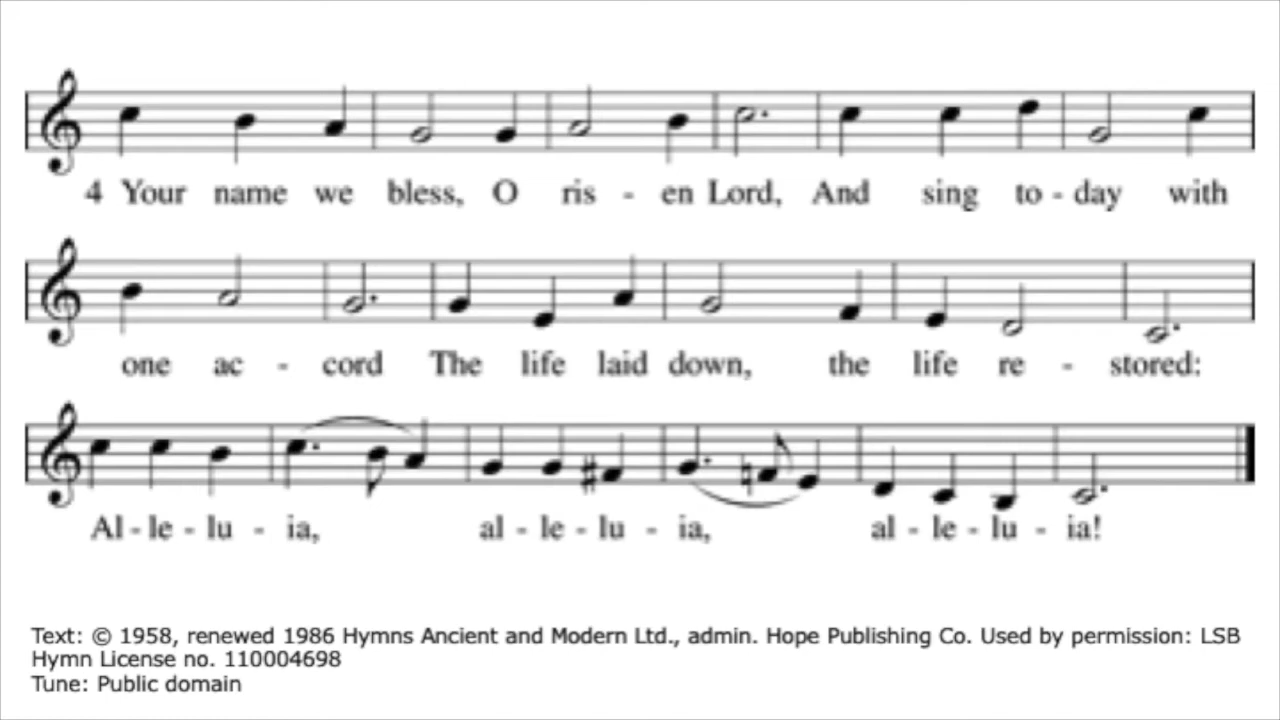 4 Your name we bless, O ris - en Lord, And sing to - day with
one ac - cord The life laid down, the life re - stored:
Al - le - lu - ia, al - le - lu - ia, al - le - lu - ia!
Text: © 1958, renewed 1986 Hymns Ancient and Modern Ltd., admin. Hope Publishing Co. Used by permission: LSB
Hymn License no. 110004698
Tune: Public domain